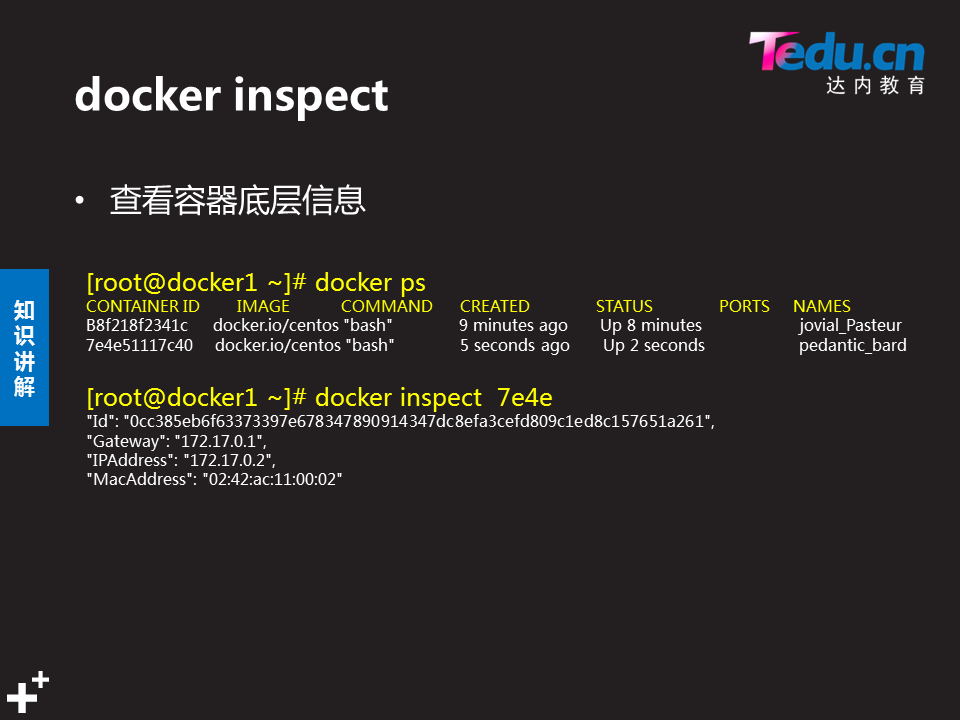 Tedu.cn
达内教育
docker inspect
• 查看容器底层信息
知识讲解
[root@docker1 ~]# docker ps
CONTAINER ID IMAGE COMMAND CREATED STATUS PORTS NAMES
B8f218f2341c docker.io/centos "bash" 9 minutes ago Up 8 minutes jovial_Pasteur
7e4e51117c40 docker.io/centos "bash" 5 seconds ago Up 2 seconds pedantic_bard
[root@docker1 ~]# docker inspect 7e4e
"Id": "0cc385eb6f63373397e678347890914347dc8efa3cefd809c1ed8c157651a261",
"Gateway": "172.17.0.1",
"IPAddress": "172.17.0.2",
"MacAddress": "02:42:ac:11:00:02"